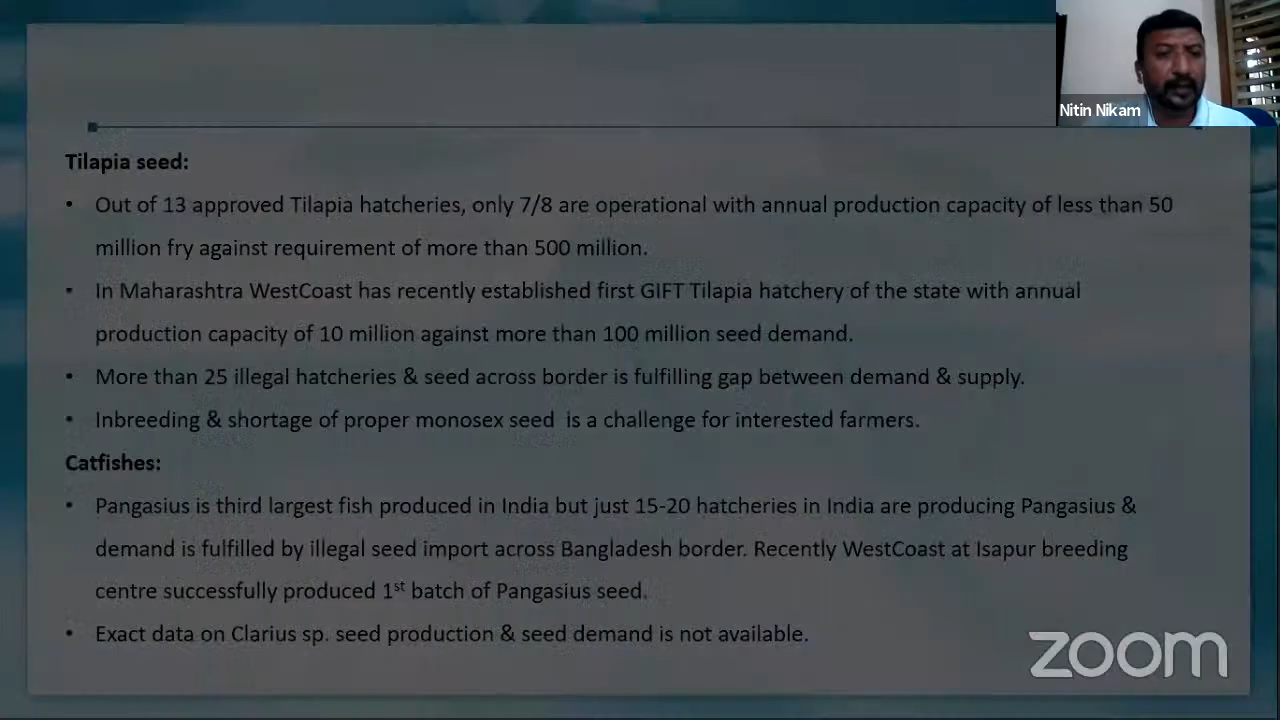 Nitin Nikam
Tilapia seed:
• Out of 13 approved Tilapia hatcheries, only 7/8 are operational with annual production capacity of less than 50
million fry against requirement of more than 500 million.
• In Maharashtra WestCoast has recently established first GIFT Tilapia hatchery of the state with annual
production capacity of 10 million against more than 100 million seed demand.
• More than 25 illegal hatcheries & seed across border is fulfilling gap between demand & supply.
• Inbreeding & shortage of proper monosex seed is a challenge for interested farmers.
Catfishes:
• Pangasius is third largest fish produced in India but just 15-20 hatcheries in India are producing Pangasius &
demand is fulfilled by illegal seed import across Bangladesh border. Recently WestCoast at Isapur breeding
centre successfully produced 1st batch of Pangasius seed.
• Exact data on Clarius sp. seed production & seed demand is not available.
zoom